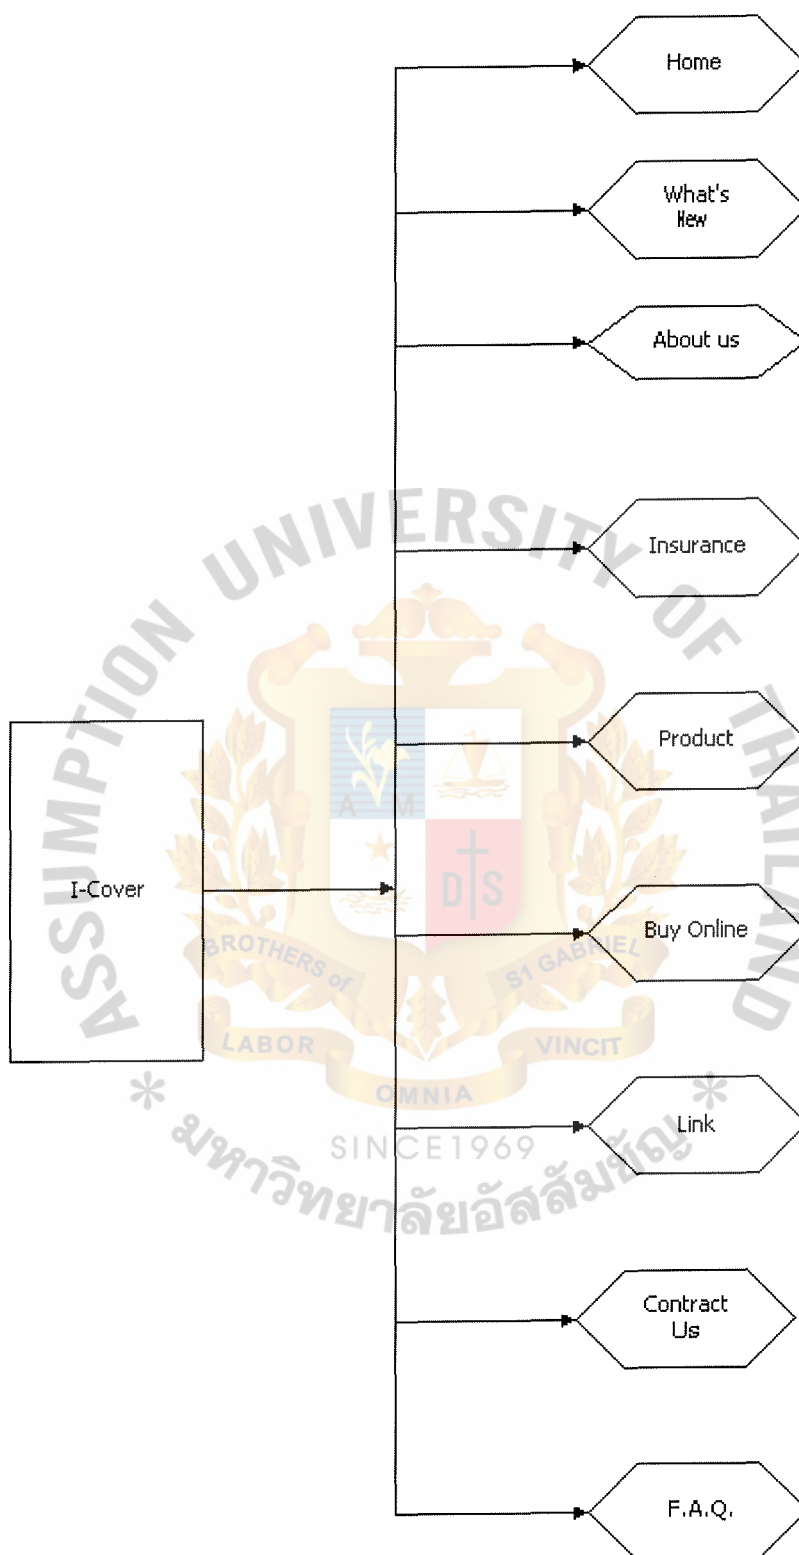 Home
What's
New
About us
Insurance
Product
I-Cover
Buy Online
Link
Contract
Us
F.A.Q.
ASSUMPTION UNIVERSITY OF THAILAND
A M
D S
BROTHERS of
S1 GABRIEL
LABOR
VINCIT
OMNIA
SINCE1969
* มหาวิทยาลัยอัสสัมชัญ *